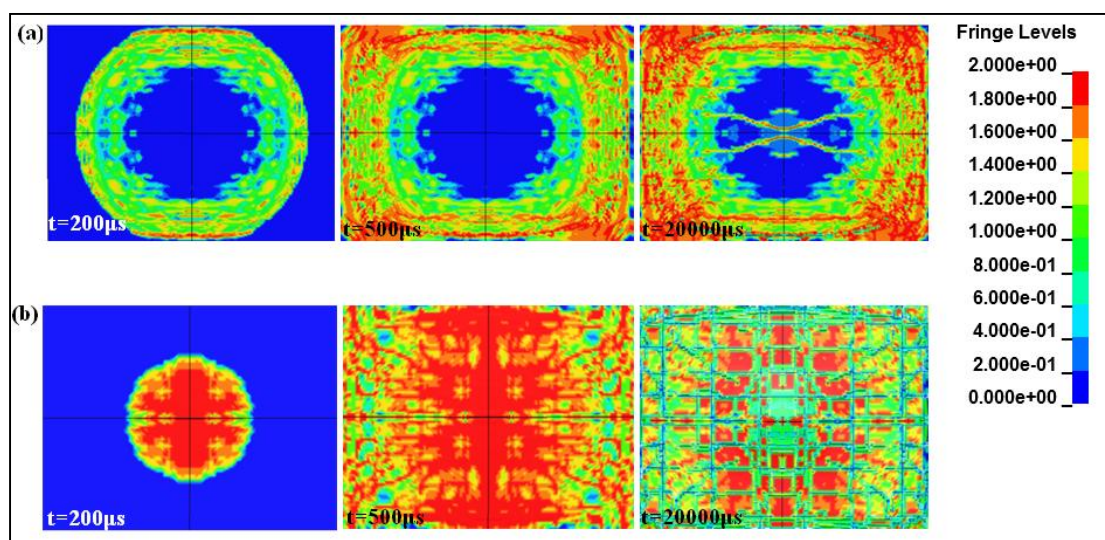 (a)
t=200μs
t=500μs
t=20000μs
Fringe Levels
2.000e+00
1.800e+00
1.600e+00
1.400e+00
1.200e+00
1.000e+00
8.000e-01
6.000e-01
4.000e-01
2.000e-01
0.000e+00
(b)
t=200μs
t=500μs
t=20000μs